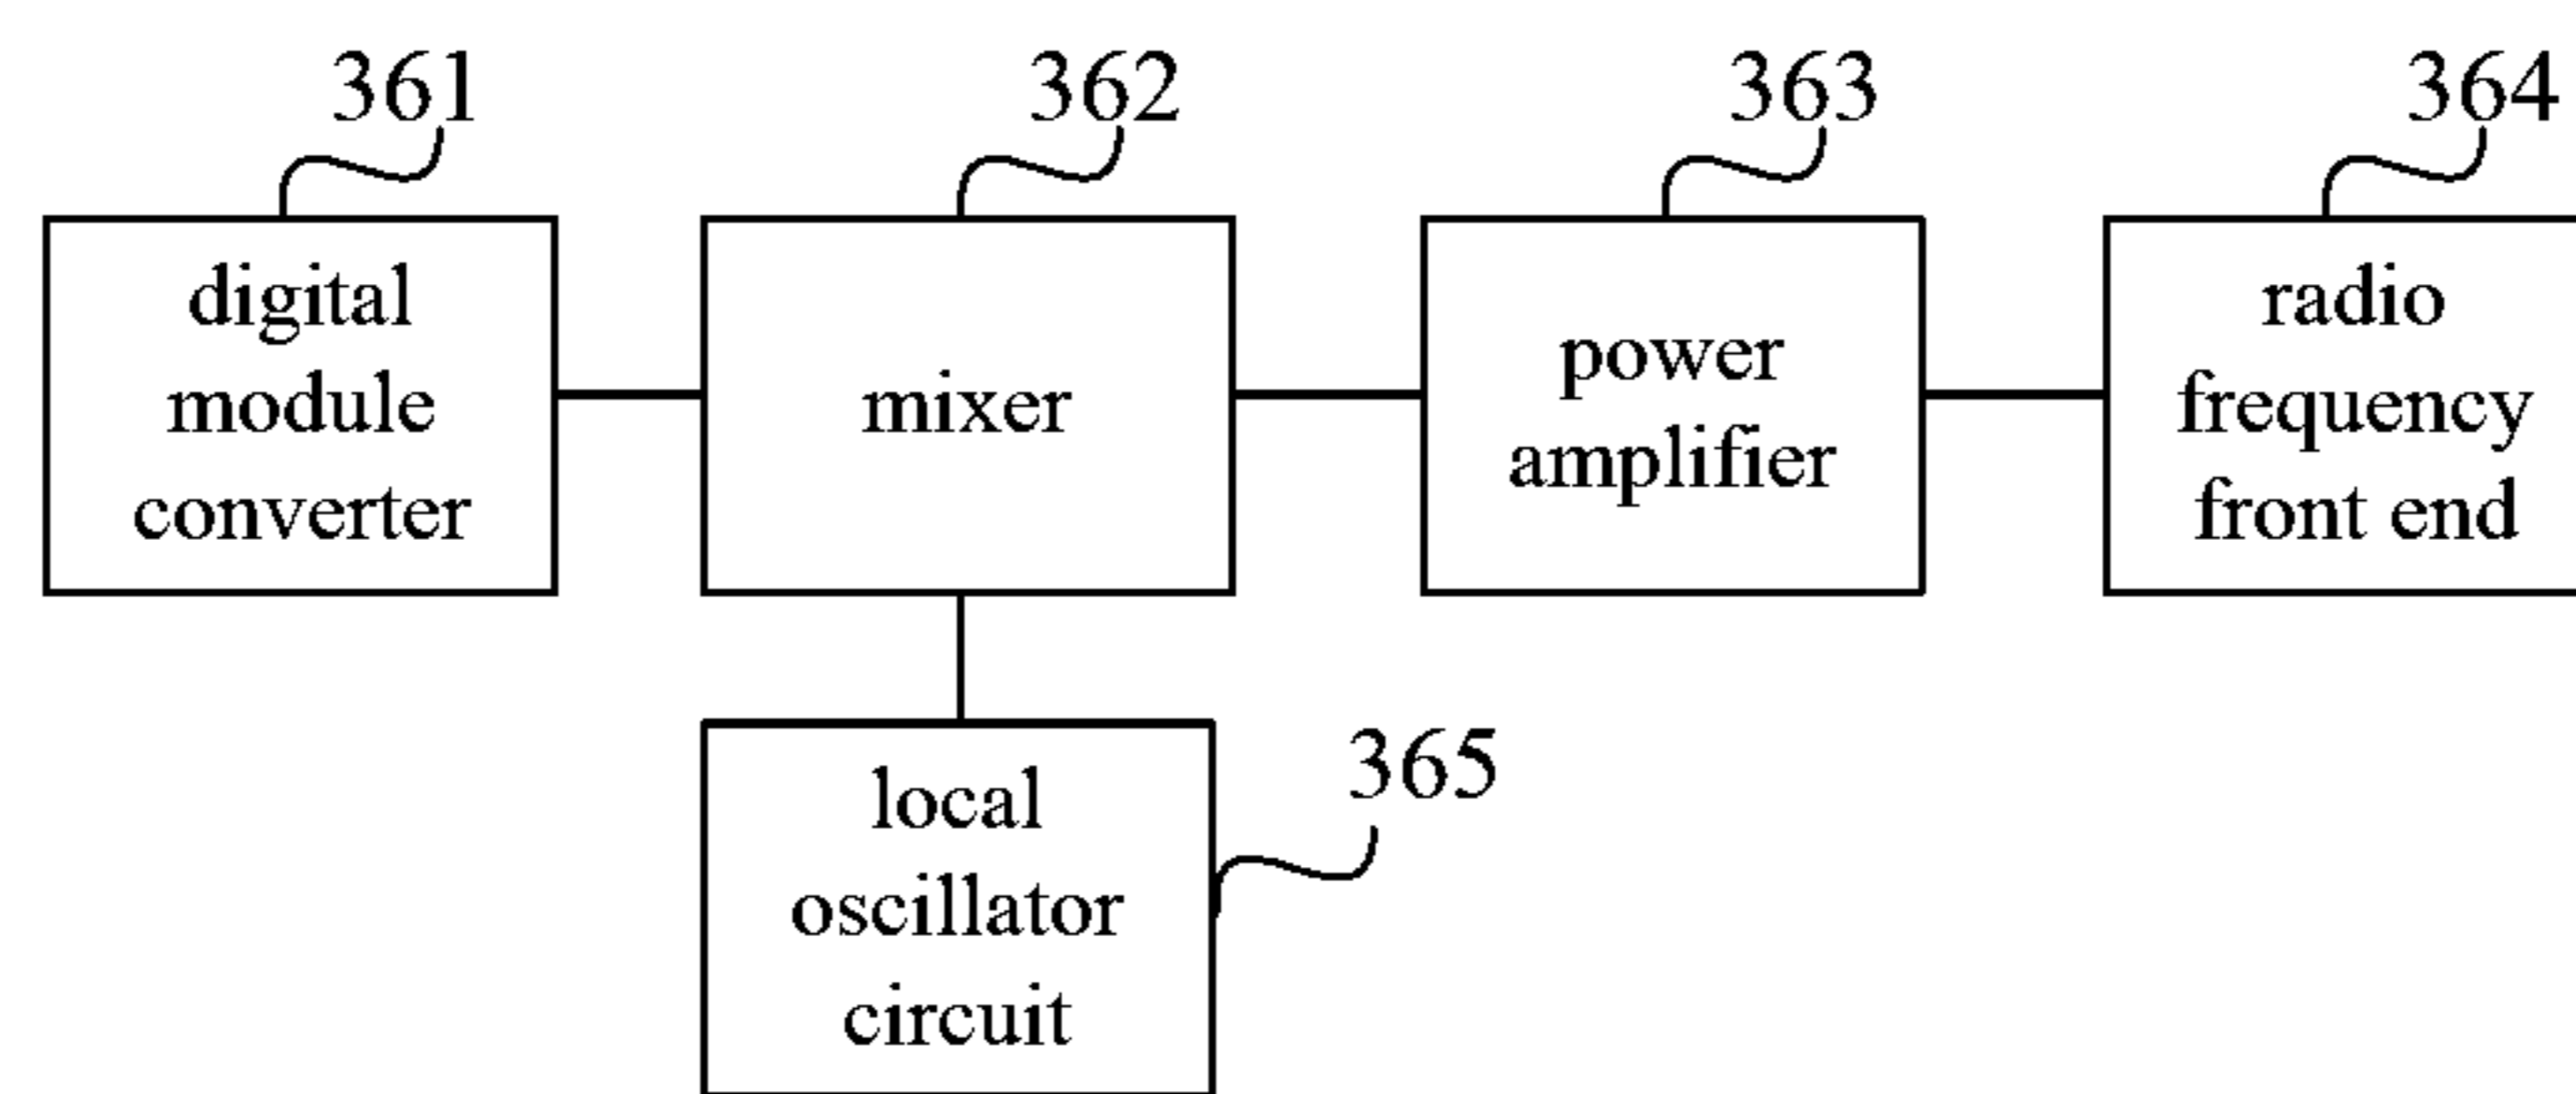 361
362
363
364
digital
module
converter
mixer
power
amplifier
radio
frequency
front end
local
oscillator
circuit
365